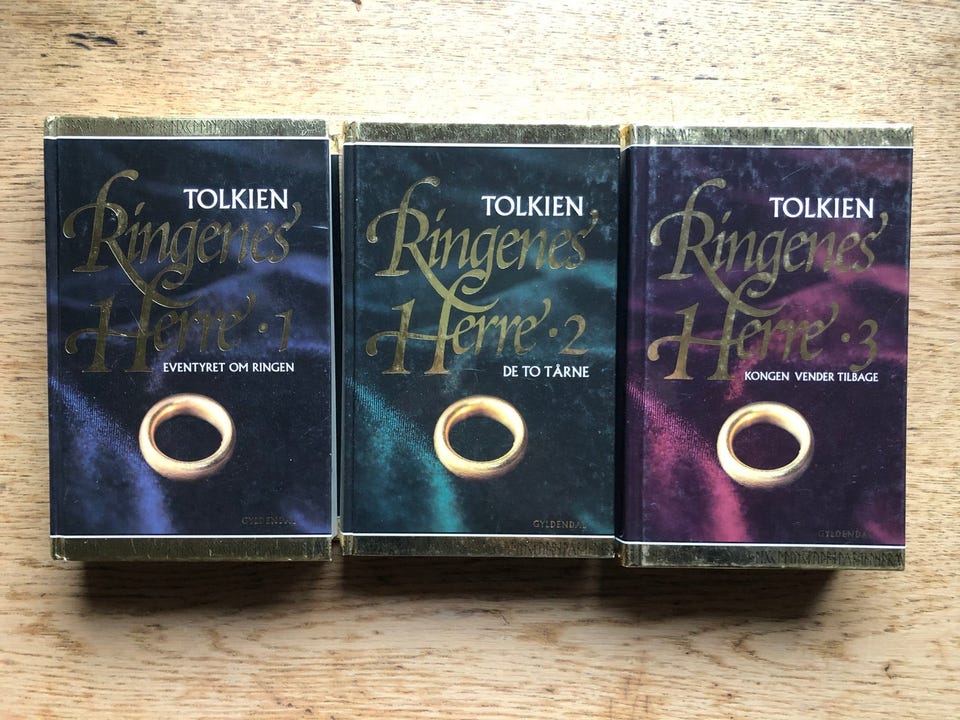 TOLKIEN
Ringenes
Herre · 1
EVENTYRET OM RINGEN
GYLDENDAL
TOLKIEN
Ringenes
Herre · 2
DE TO TÅRNE
GYLDENDAL
TOLKIEN
Ringenes
Herre · 3
KONGEN VENDER TILBAGE
GYLDENDAL